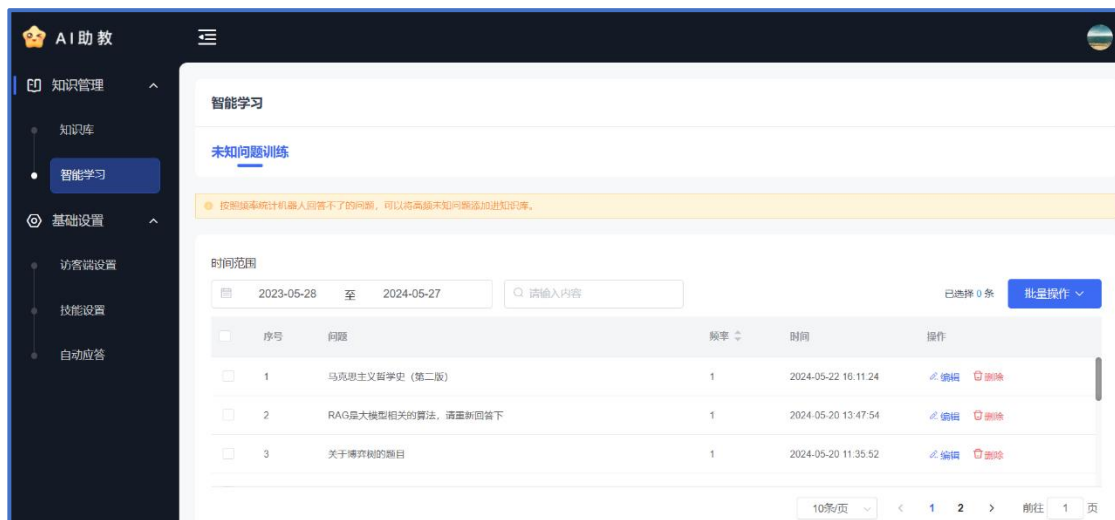 AI助教
知识管理
知识库
智能学习
基础设置
访客端设置
技能设置
自动应答
智能学习
未知问题训练
按照频率统计机器人回答不了的问题，可以将高频未知问题添加进知识库。
时间范围
2023-05-28 至 2024-05-27 请输入内容 已选择 0 条 批量操作
序号 问题 频率 时间 操作
1 马克思主义哲学史（第二版） 1 2024-05-22 16:11:24 编辑 删除
2 RAG是大模型相关的算法，请重新回答下 1 2024-05-20 13:47:54 编辑 删除
3 关于博弈树的题目 1 2024-05-20 11:35:52 编辑 删除
10条/页 1 2 前往 1 页